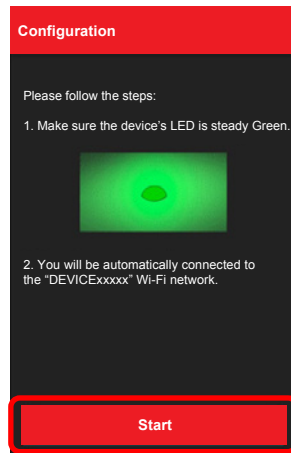 Configuration
Please follow the steps:
1. Make sure the device’s LED is steady Green.
2. You will be automatically connected to
the “DEVICExxxxx” Wi-Fi network.
Start